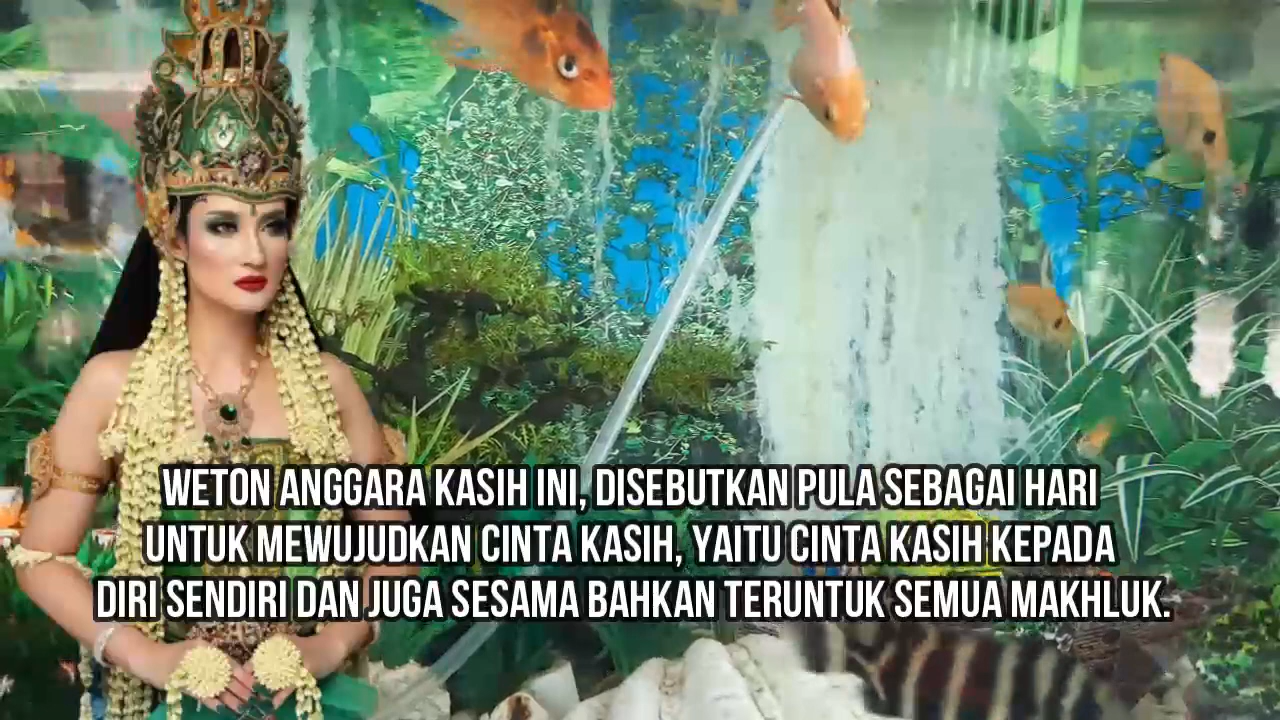 WETON ANGGARA KASIH INI, DISEBUTKAN PULA SEBAGAI HARI
UNTUK MEWUJUDKAN CINTA KASIH, YAITU CINTA KASIH KEPADA
DIRI SENDIRI DAN JUGA SESAMA BAHKAN TERUNTUK SEMUA MAKHLUK.